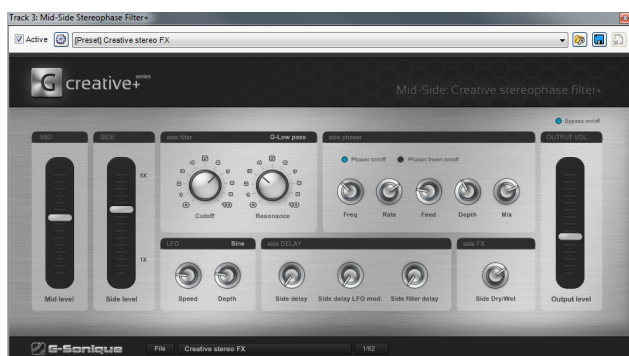 Track 3: Mid-Side Stereophase Filter+
Active [Preset] Creative stereo FX
G creative+ series
Mid-Side: Creative stereophase filter+
Bypass on/off
MID SIDE side filter G-Low pass side phaser OUTPUT VOL.
Phaser on/off Phaser Invert on/off
5X
Cutoff Resonance Freq Rate Feed Depth Mix
LFO Sine side DELAY side FX
1X
Mid level Side level Speed Depth Side delay Side delay LFO mod. Side filter delay Side Dry/Wet Output level
G-Sonique File Creative stereo FX 1/62